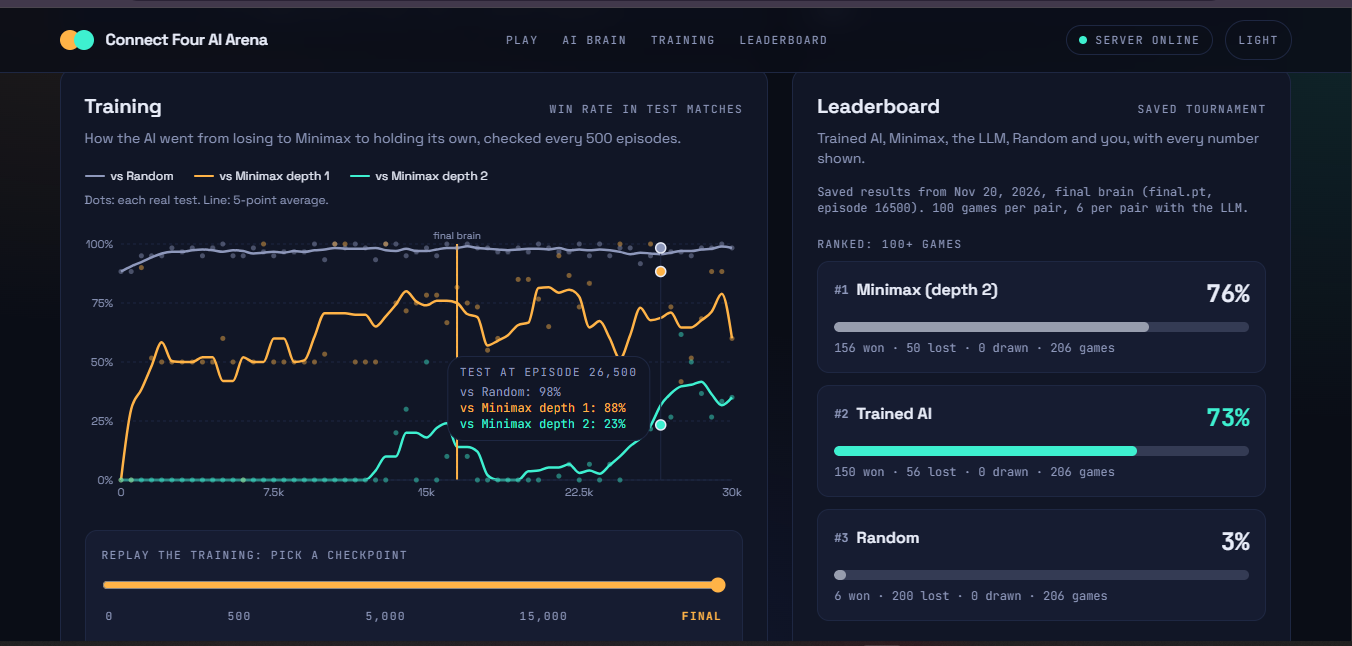 Connect Four AI Arena
PLAY
AI BRAIN
TRAINING
LEADERBOARD
SERVER ONLINE
LIGHT
Training
WIN RATE IN TEST MATCHES
How the AI went from losing to Minimax to holding its own, checked every 500 episodes.
vs Random
vs Minimax depth 1
vs Minimax depth 2
Dots: each real test. Line: 5-point average.
final brain
100%
75%
50%
25%
0%
TEST AT EPISODE 26,500
vs Random: 98%
vs Minimax depth 1: 88%
vs Minimax depth 2: 23%
0
7.5k
15k
22.5k
30k
REPLAY THE TRAINING: PICK A CHECKPOINT
0
500
5,000
15,000
FINAL
Leaderboard
SAVED TOURNAMENT
Trained AI, Minimax, the LLM, Random and you, with every number
shown.
Saved results from Nov 20, 2026, final brain (final.pt,
episode 16500). 100 games per pair, 6 per pair with the LLM.
RANKED: 100+ GAMES
#1 Minimax (depth 2)
76%
156 won · 50 lost · 0 drawn · 206 games
#2 Trained AI
73%
150 won · 56 lost · 0 drawn · 206 games
#3 Random
3%
6 won · 200 lost · 0 drawn · 206 games